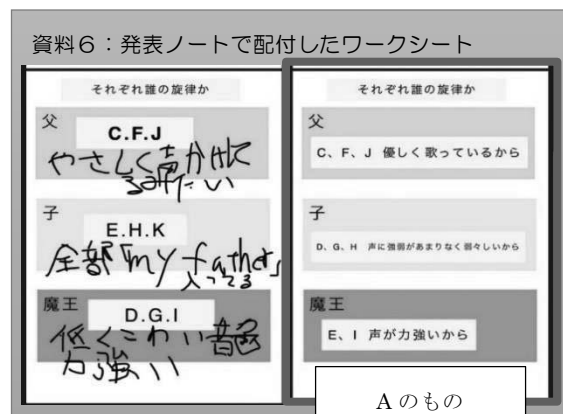 資料６：発表ノートで配付したワークシート
それぞれ誰の旋律か
父
C.F.J
やさしく声かけて
るみたい
子
E.H.K
全部「my father」
入ってる
魔王
D.G.I
低くこわい
力強い
それぞれ誰の旋律か
父
C、F、J 優しく歌っているから
子
D、G、H 声に強弱があまりなく弱々しいから
魔王
E、I 声が力強いから
Aのもの